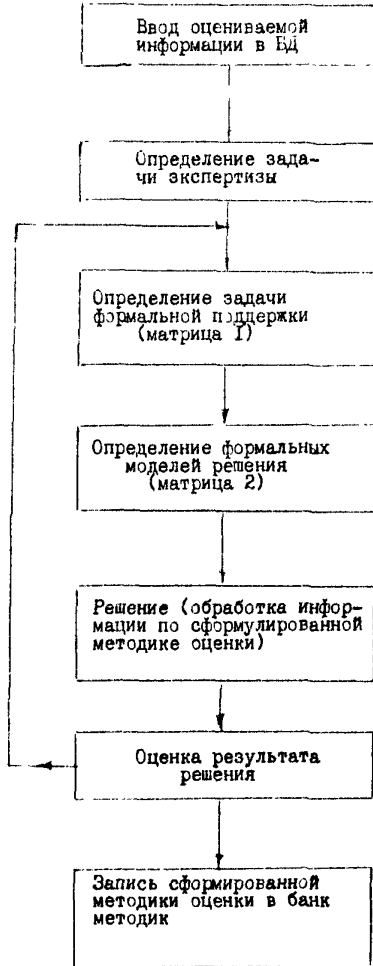 Ввод оцениваемой
информации в БД
Определение зада-
чи экспертизы
Определение задачи
формальной поддержки
(матрица I)
Определение формальных
моделей решения
(матрица 2)
Решение (обработка инфор-
мации по сформулированной
методике оценки)
Оценка результата
решения
Запись сформированной
методики оценки в банк
методик